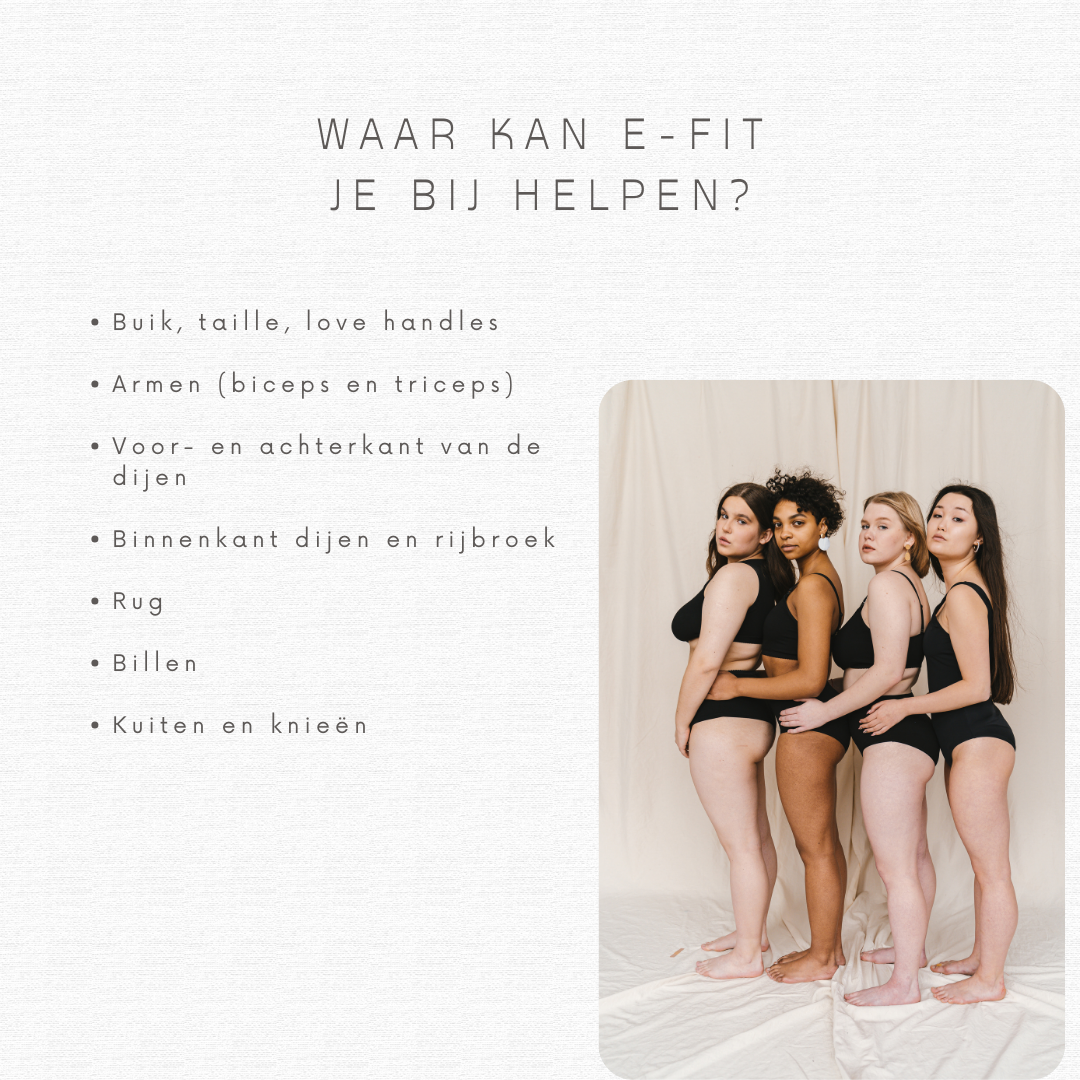 WAAR KAN E-FIT
JE BIJ HELPEN?
• Buik, taille, love handles
• Armen (biceps en triceps)
• Voor- en achterkant van de
dijen
• Binnenkant dijen en rijbroek
• Rug
• Billen
• Kuiten en knieën